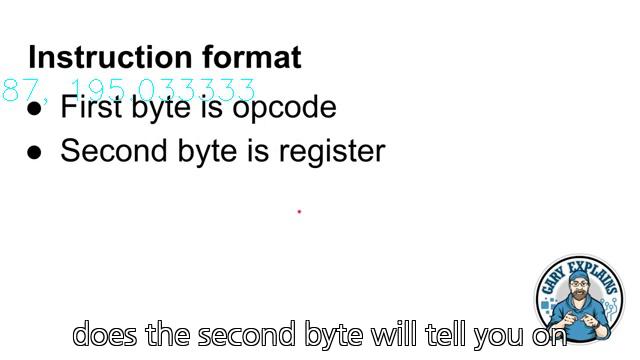 Instruction format
87, 195.033333
● First byte is opcode
● Second byte is register
GARY EXPLAINS
does the second byte will tell you on